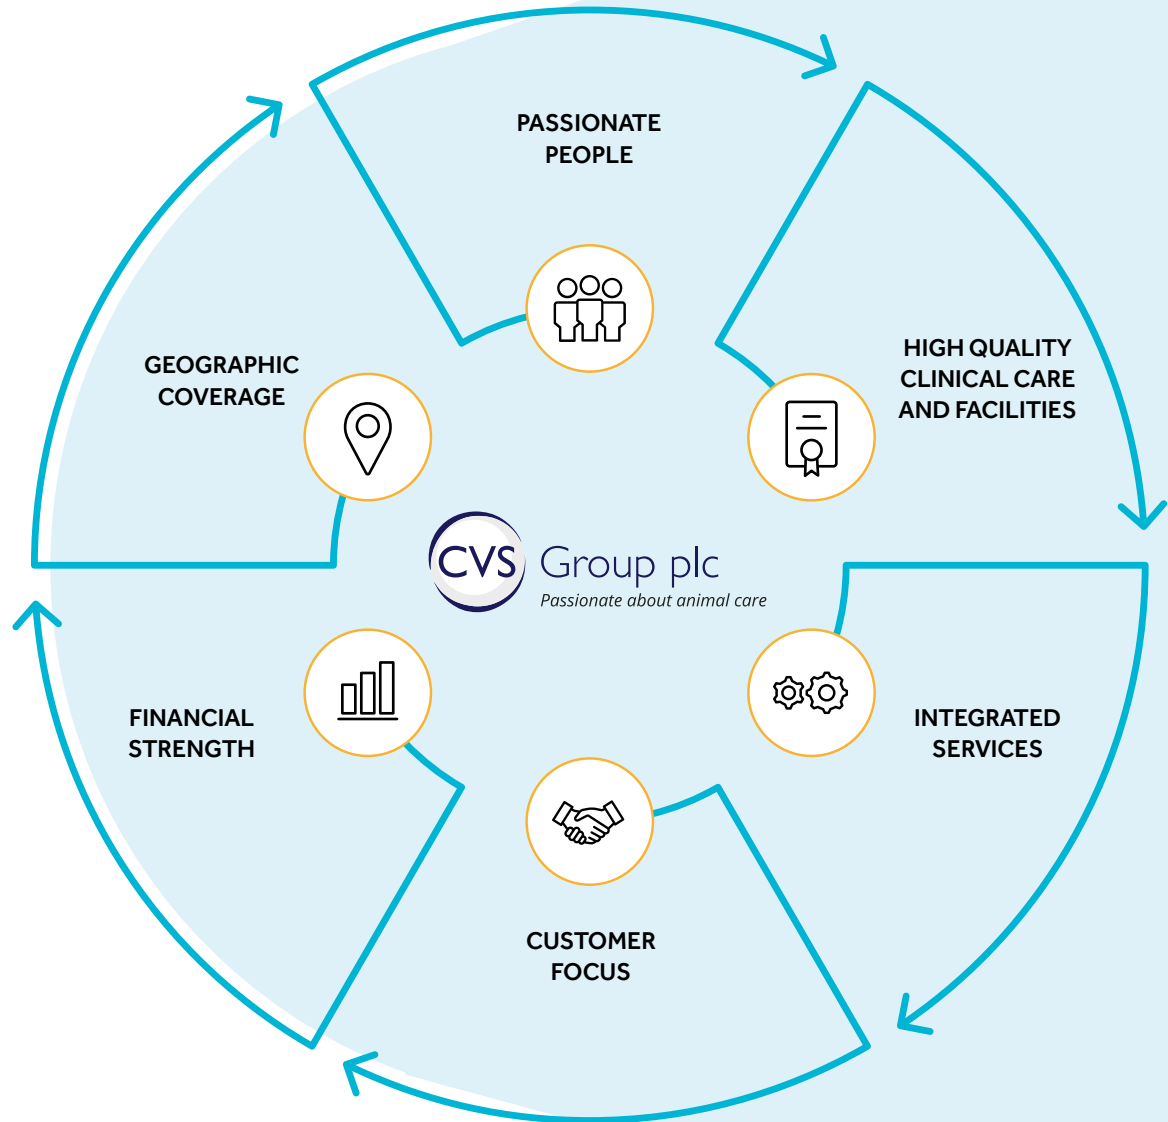 PASSIONATE
PEOPLE
HIGH QUALITY
CLINICAL CARE
AND FACILITIES
GEOGRAPHIC
COVERAGE
CVS Group plc
Passionate about animal care
INTEGRATED
SERVICES
FINANCIAL
STRENGTH
CUSTOMER
FOCUS